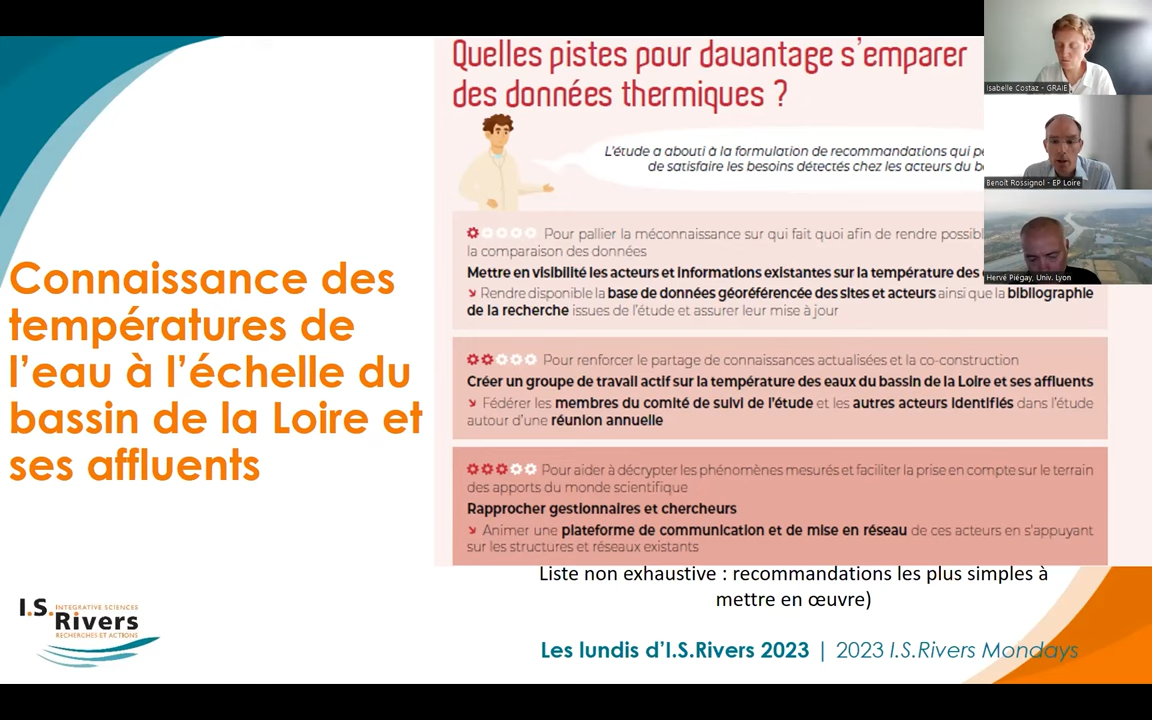 Quelles pistes pour davantage s'emparer
des données thermiques ?
L'étude a abouti à la formulation de recommandations qui
de satisfaire les besoins détectés chez les acteurs du
Pour pallier la méconnaissance sur qui fait quoi afin de rendre
la comparaison des données
Mettre en visibilité les acteurs et informations existantes sur la température des
↘ Rendre disponible la base de données géoréférencée des sites et acteurs ainsi que la bibliographie
de la recherche issues de l'étude et assurer leur mise à jour
Pour renforcer le partage de connaissances actualisées et la co-construction
Créer un groupe de travail actif sur la température des eaux du bassin de la Loire et ses affluents
↘ Fédérer les membres du comité de suivi de l'étude et les autres acteurs identifiés dans l'étude
autour d'une réunion annuelle
Pour aider à décrypter les phénomènes mesurés et faciliter la prise en compte sur le terrain
des apports du monde scientifique
Rapprocher gestionnaires et chercheurs
↘ Animer une plateforme de communication et de mise en réseau de ces acteurs en s'appuyant
sur les structures et réseaux existants
Connaissance des
températures de
l'eau à l'échelle du
bassin de la Loire et
ses affluents
Liste non exhaustive : recommandations les plus simples à
mettre en œuvre)
I.S.
INTEGRATIVE SCIENCES
Rivers
RECHERCHES ET ACTIONS
Les lundis d'I.S.Rivers 2023 | 2023 I.S.Rivers Mondays
Isabelle Costaz - GRAIE
Benoît Rossignol - EP Loire
Hervé Piégay, Univ. Lyon